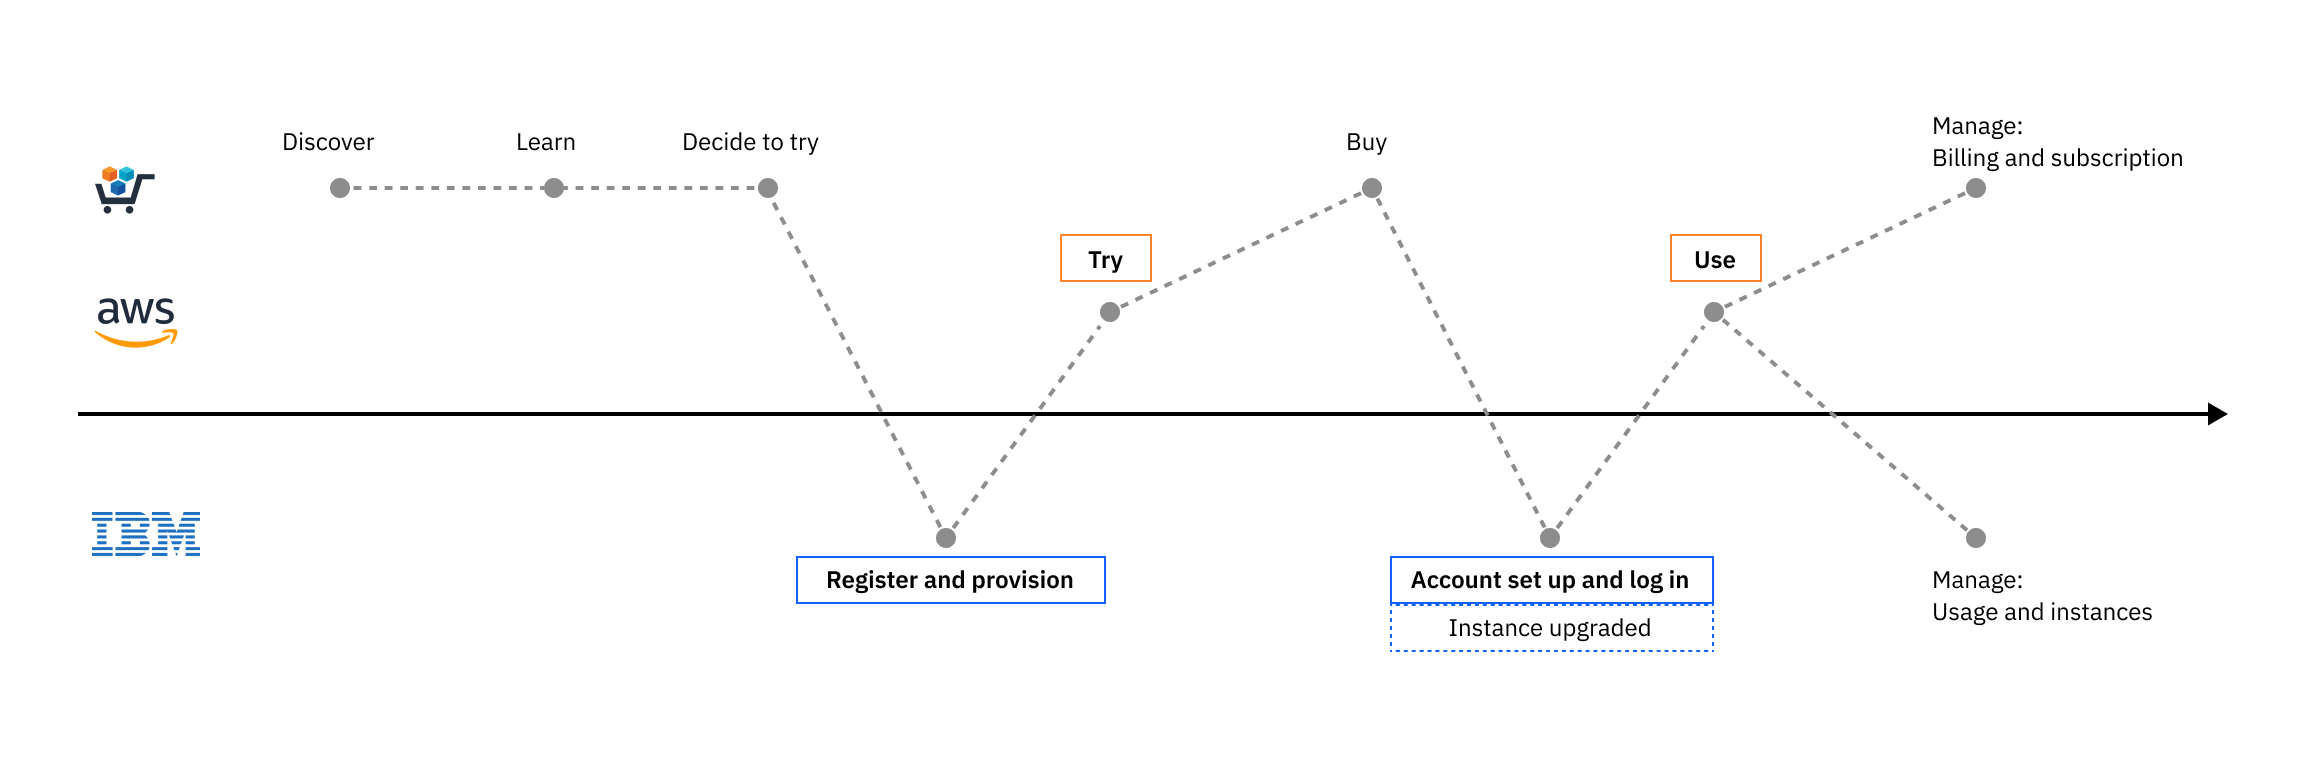 Discover
Learn
Decide to try
Buy
Manage:
Billing and subscription
Try
Use
aws
IBM
Register and provision
Account set up and log in
Instance upgraded
Manage:
Usage and instances